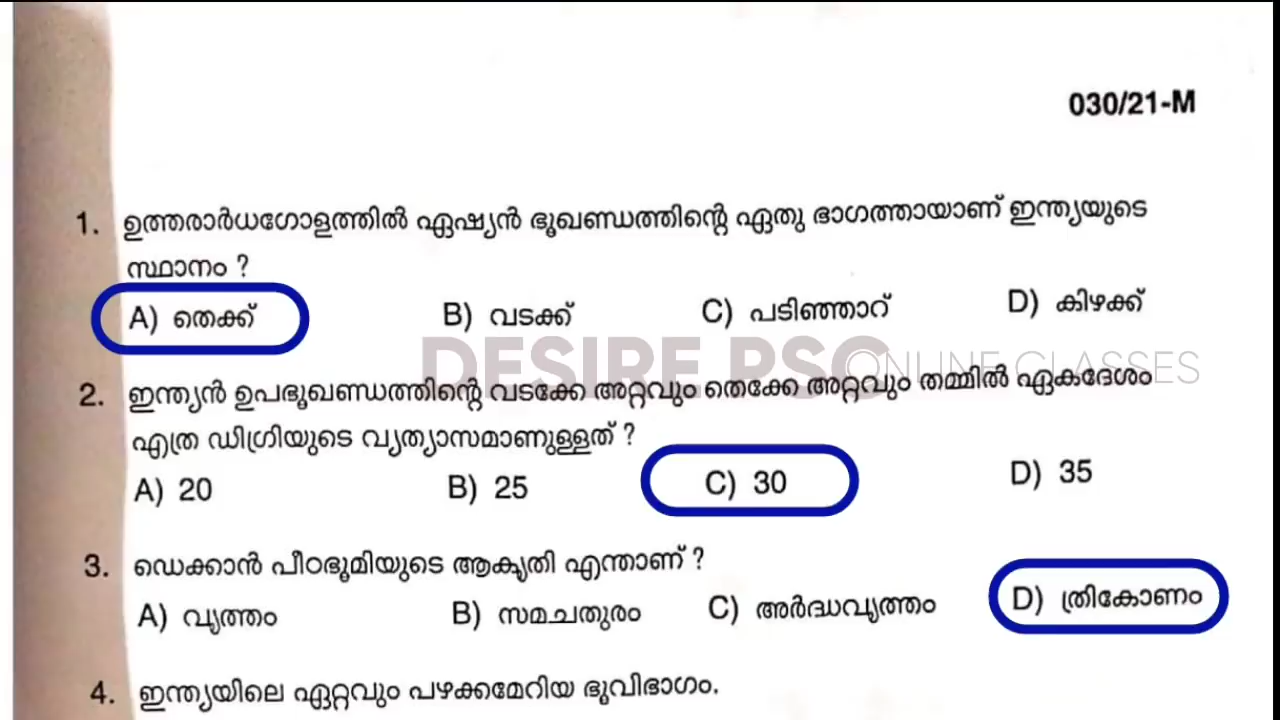 030/21-M
1. ഉത്തരാർധഗോളത്തിൽ ഏഷ്യൻ ഭൂഖണ്ഡത്തിന്റെ ഏതു ഭാഗത്തായാണ് ഇന്ത്യയുടെ
സ്ഥാനം ?
A) തെക്ക് B) വടക്ക് C) പടിഞ്ഞാറ് D) കിഴക്ക്
DESIRE PSC ONLINE CLASSES
2. ഇന്ത്യൻ ഉപഭൂഖണ്ഡത്തിന്റെ വടക്കേ അറ്റവും തെക്കേ അറ്റവും തമ്മിൽ ഏകദേശം
എത്ര ഡിഗ്രിയുടെ വ്യത്യാസമാണുള്ളത് ?
A) 20 B) 25 C) 30 D) 35
3. ഡെക്കാൻ പീഠഭൂമിയുടെ ആകൃതി എന്താണ് ?
A) വൃത്തം B) സമചതുരം C) അർദ്ധവൃത്തം D) ത്രികോണം
4. ഇന്ത്യയിലെ ഏറ്റവും പഴക്കമേറിയ ഭൂവിഭാഗം.